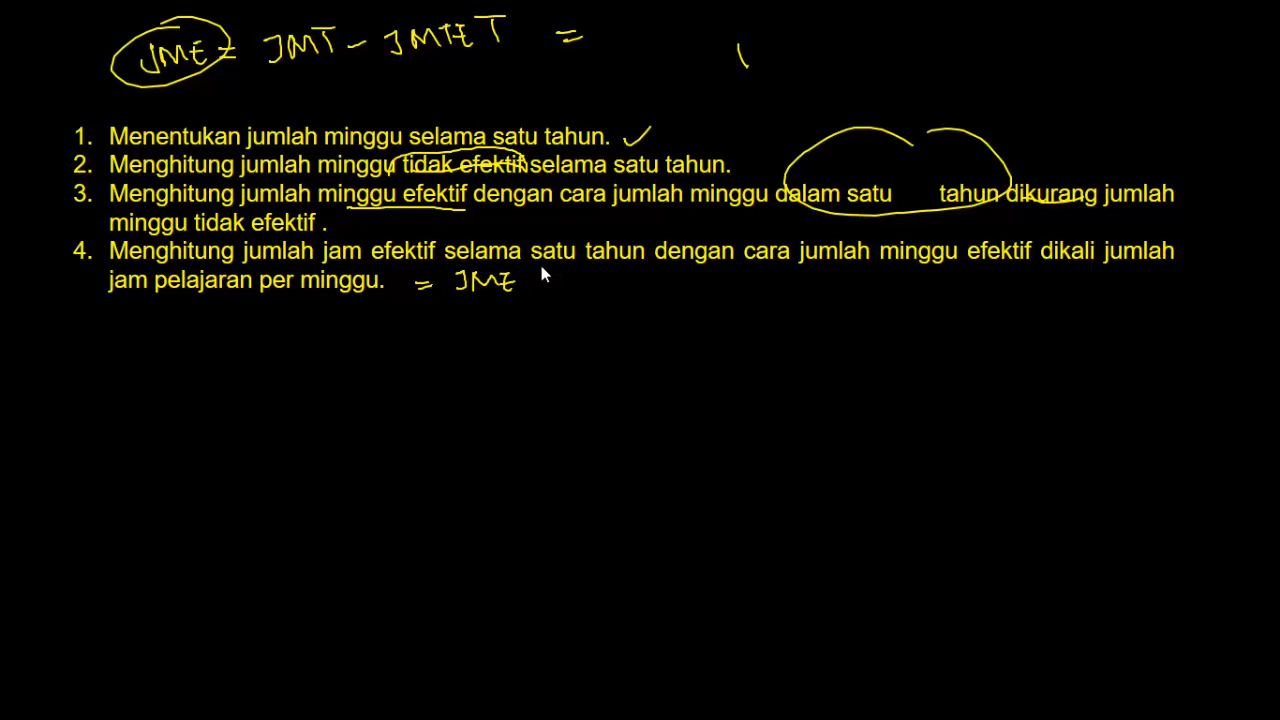 JME = JMT - JMTET =
1. Menentukan jumlah minggu selama satu tahun.
2. Menghitung jumlah minggu tidak efektif selama satu tahun.
3. Menghitung jumlah minggu efektif dengan cara jumlah minggu dalam satu tahun dikurang jumlah
minggu tidak efektif .
4. Menghitung jumlah jam efektif selama satu tahun dengan cara jumlah minggu efektif dikali jumlah
jam pelajaran per minggu. = JME